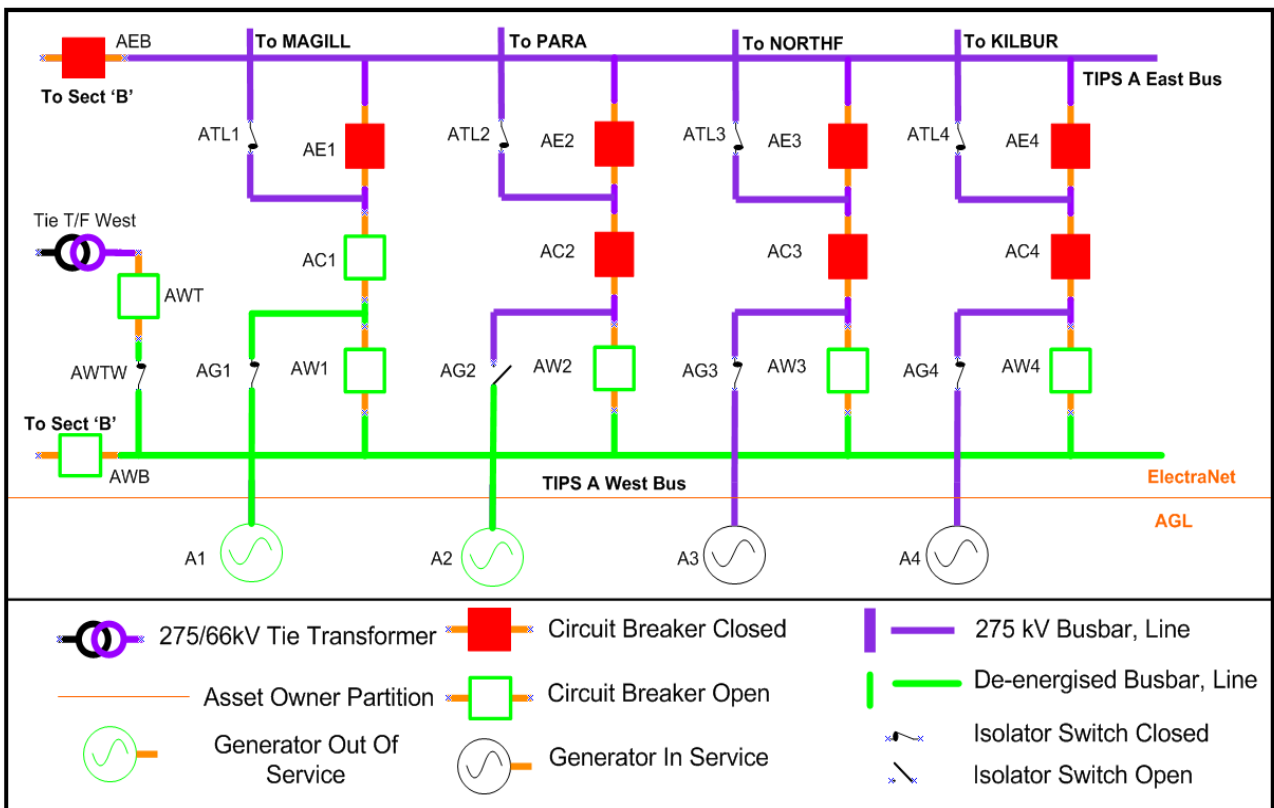 AEB
To MAGILL
To PARA
To NORTHF
To KILBUR
To Sect ‘B’
TIPS A East Bus
ATL1
AE1
ATL2
AE2
ATL3
AE3
ATL4
AE4
Tie T/F West
AC1
AC2
AC3
AC4
AWT
AWTW
AG1
AW1
AG2
AW2
AG3
AW3
AG4
AW4
To Sect ‘B’
AWB
TIPS A West Bus
ElectraNet
AGL
A1
A2
A3
A4
275/66kV Tie Transformer
Circuit Breaker Closed
275 kV Busbar, Line
Asset Owner Partition
Circuit Breaker Open
De-energised Busbar, Line
Generator Out Of
Service
Generator In Service
Isolator Switch Closed
Isolator Switch Open